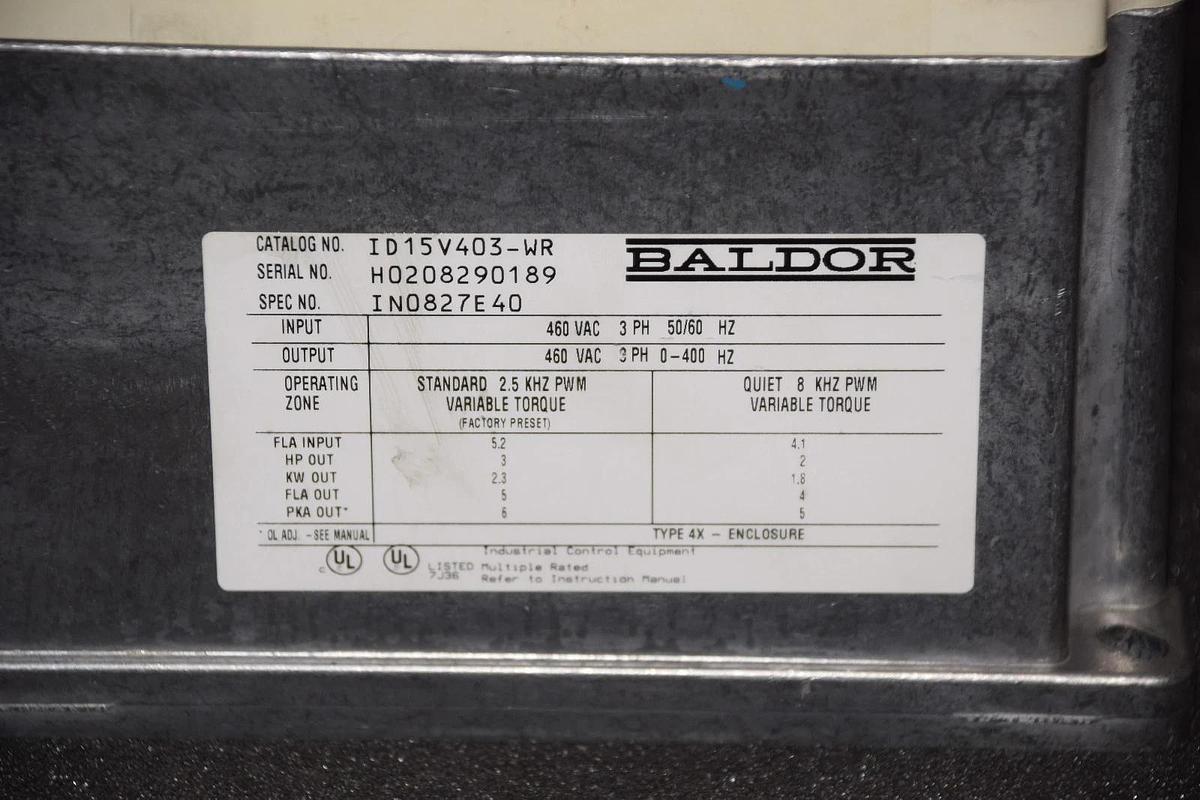 CATALOG NO. ID15V403-WR
BALDOR
SERIAL NO. H0208290189
SPEC NO. IN0827E40
INPUT 460 VAC 3 PH 50/60 HZ
OUTPUT 460 VAC 3 PH 0-400 HZ
OPERATING ZONE STANDARD 2.5 KHZ PWM QUIET 8 KHZ PWM
VARIABLE TORQUE VARIABLE TORQUE
(FACTORY PRESET)
FLA INPUT 5.2 4.1
HP OUT 3 2
KW OUT 2.3 1.8
FLA OUT 5 4
PKA OUT* 6 5
* OL ADJ. - SEE MANUAL TYPE 4X - ENCLOSURE
c UL UL Industrial Control Equipment
LISTED Multiple Rated
7J36 Refer to Instruction Manual